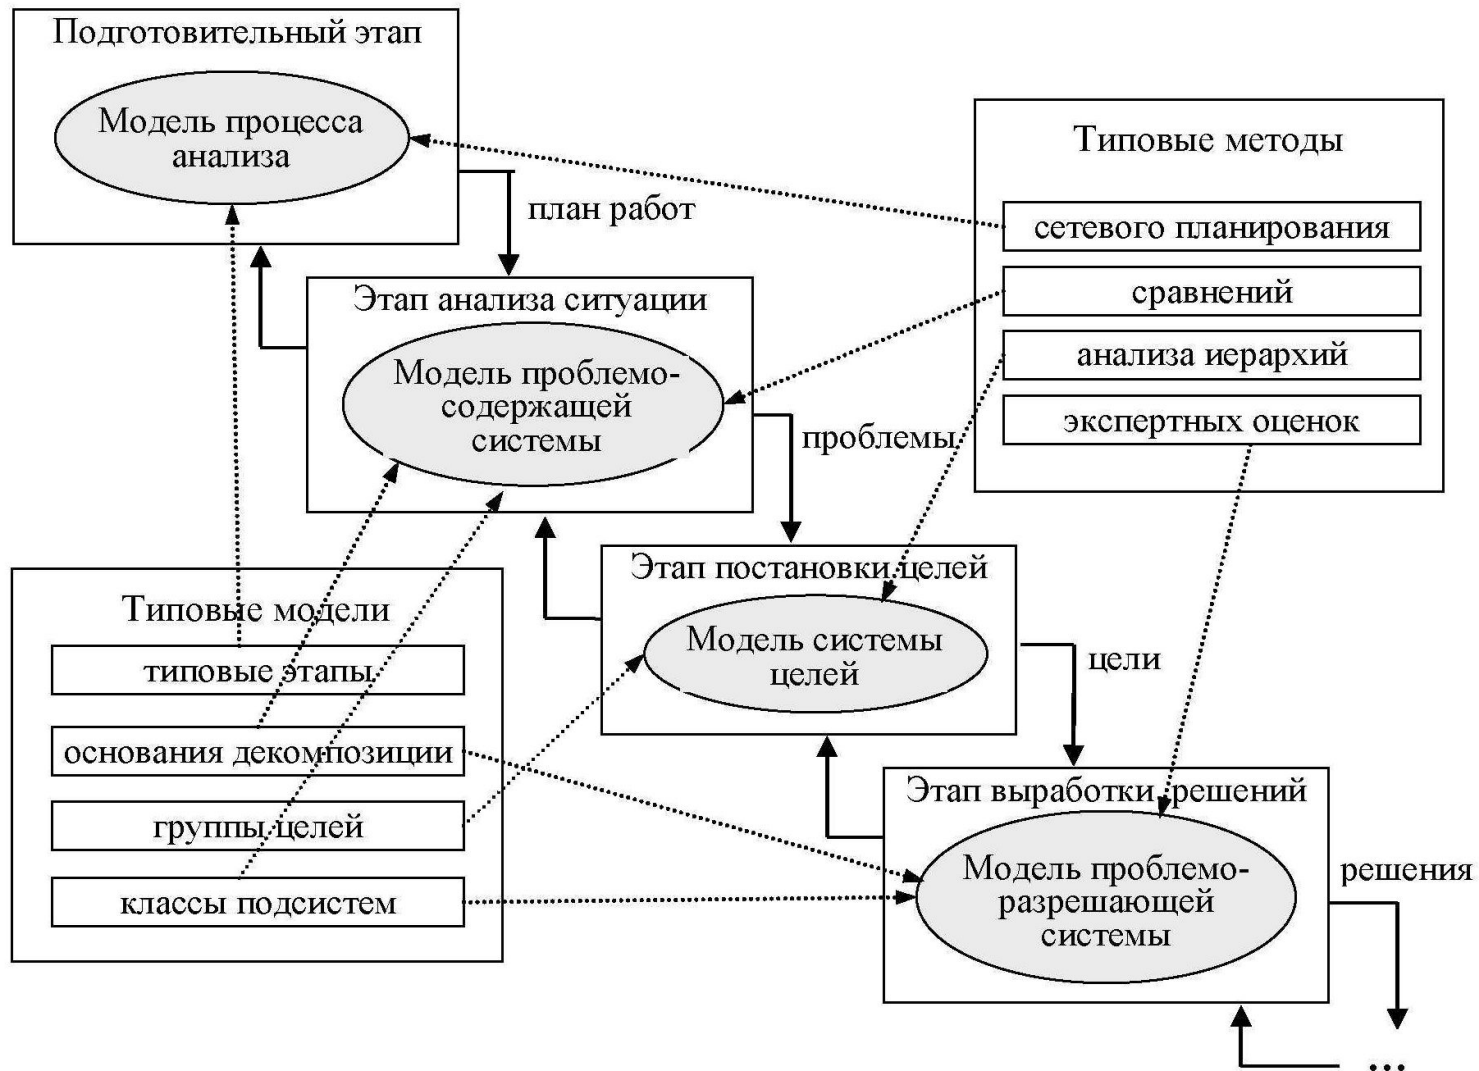 Подготовительный этап
Модель процесса
анализа
план работ
Этап анализа ситуации
Модель проблемо-
содержащей
системы
проблемы
Типовые методы
сетевого планирования
сравнений
анализа иерархий
экспертных оценок
Этап постановки целей
Модель системы
целей
цели
Типовые модели
типовые этапы
основания декомпозиции
группы целей
классы подсистем
Этап выработки решений
Модель проблемо-
разрешающей
системы
решения
...